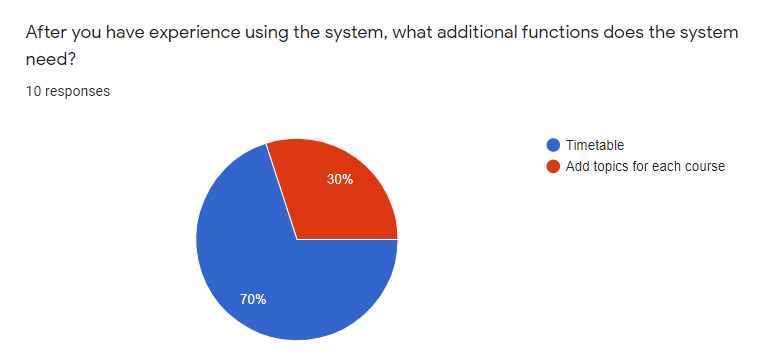 After you have experience using the system, what additional functions does the system
need?
10 responses
Timetable
Add topics for each course
30%
70%